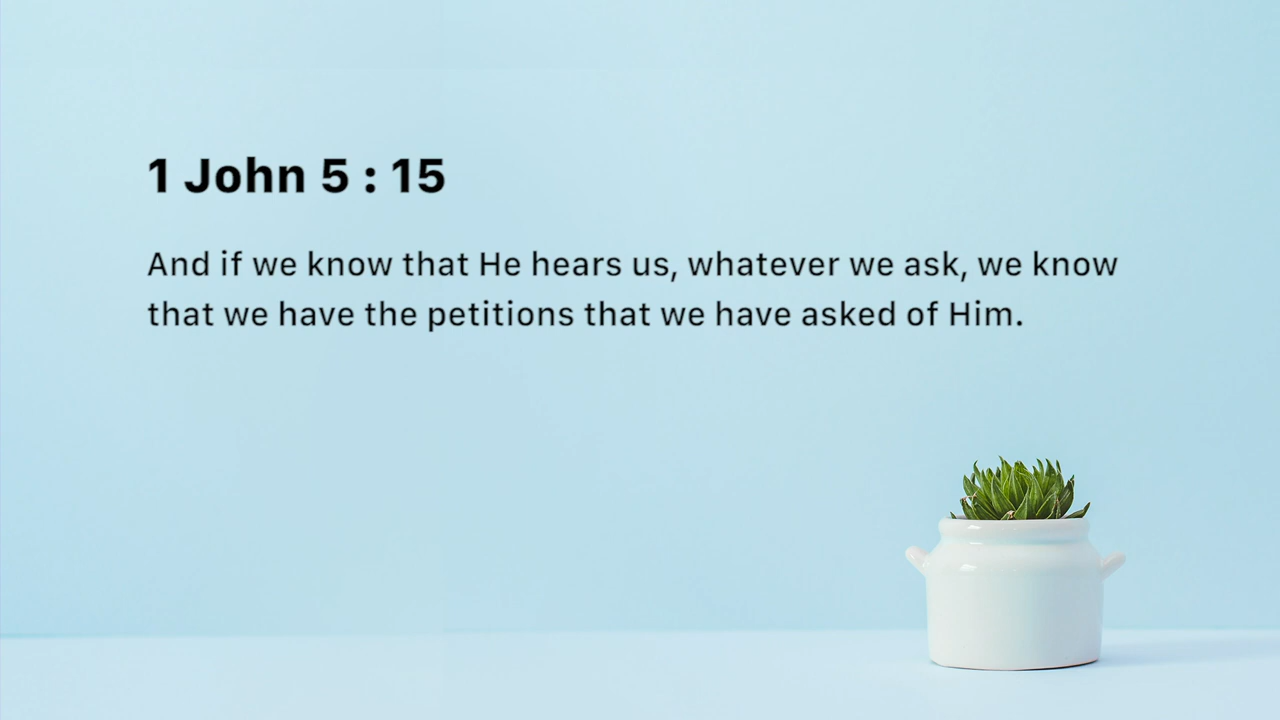 1 John 5 : 15
And if we know that He hears us, whatever we ask, we know
that we have the petitions that we have asked of Him.